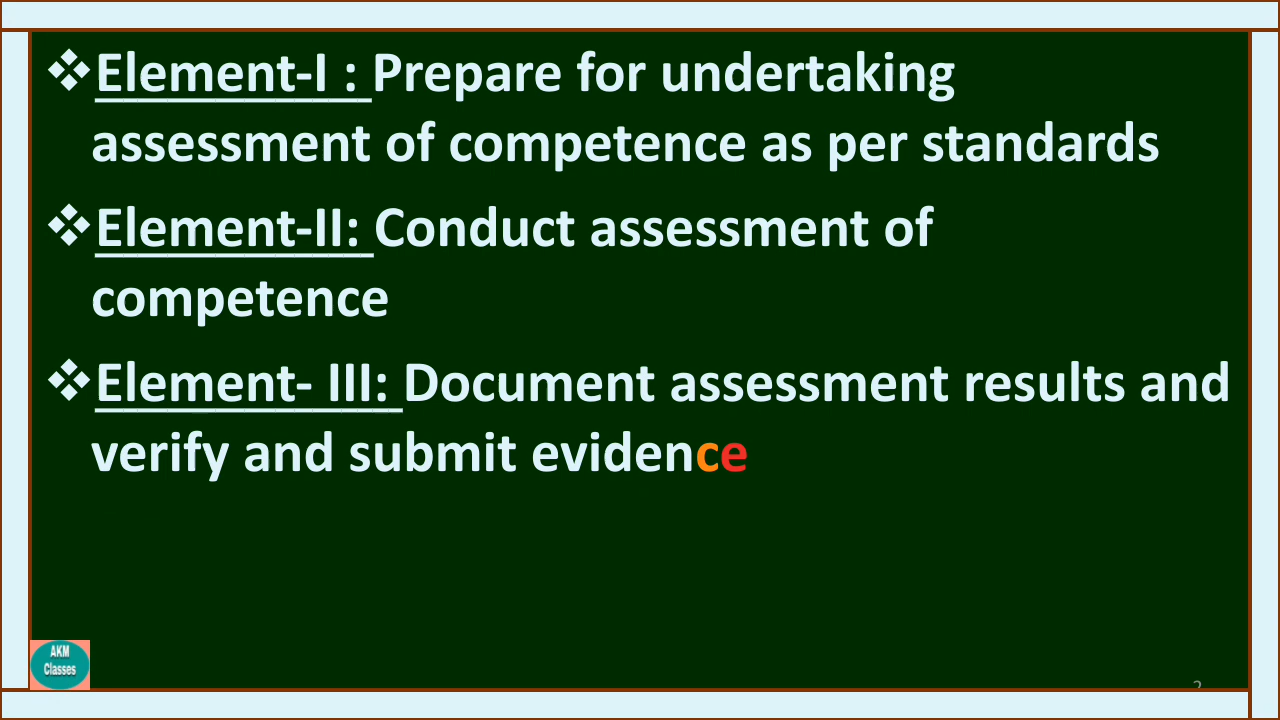 ❖Element-I : Prepare for undertaking
assessment of competence as per standards
❖Element-II: Conduct assessment of
competence
❖Element- III: Document assessment results and
verify and submit evidence
AKM
Classes
2